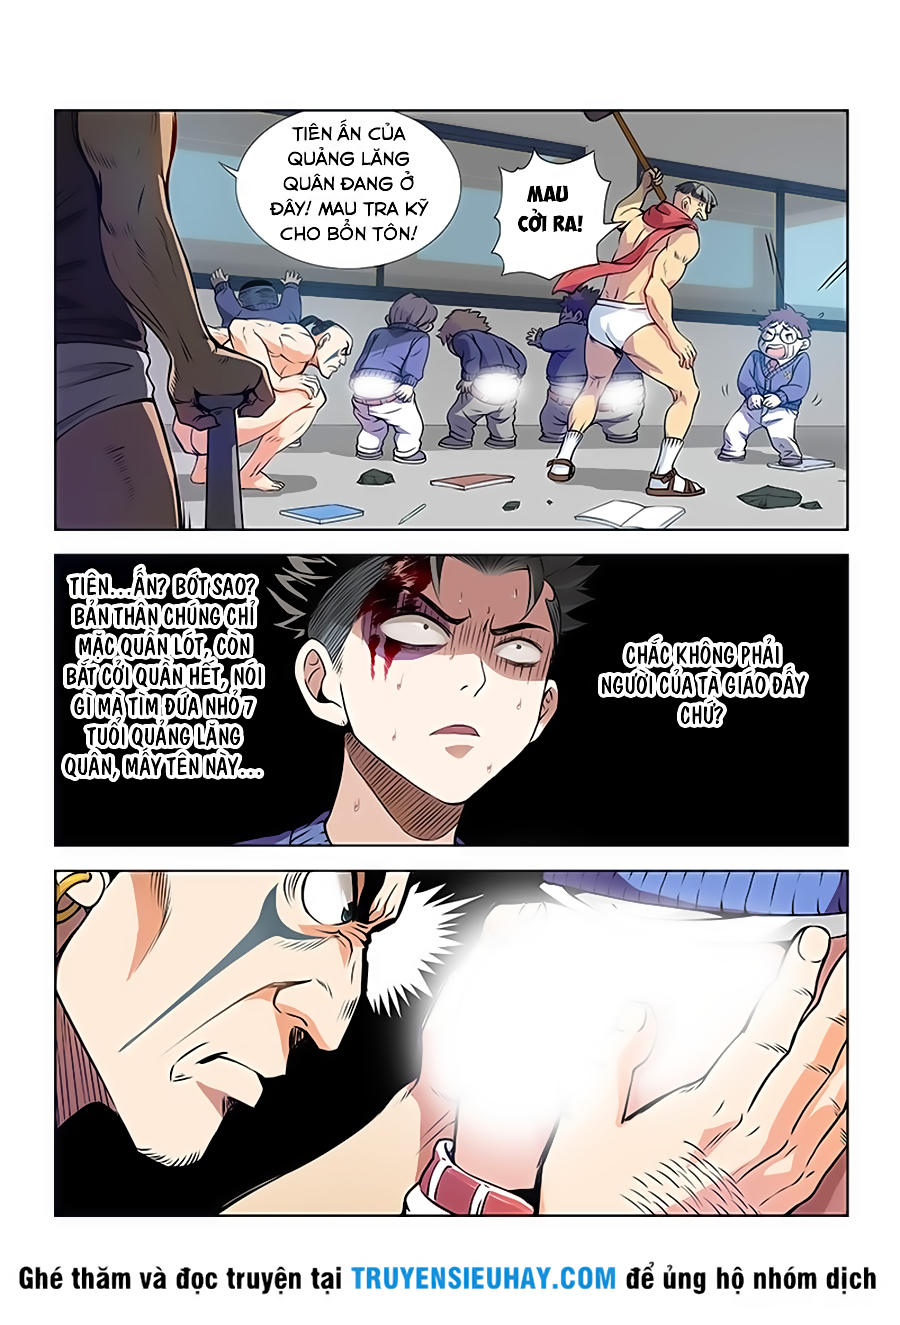 TIÊN ẤN CỦA
QUẢNG LĂNG
QUÂN ĐANG Ở
ĐÂY! MAU TRA KỸ
CHO BỔN TÔN!
MAU
CỞI RA!
TIÊN...ẤN? BỚT SAO?
BẢN THÂN CHÚNG CHỈ
MẶC QUẦN LÓT, CÒN
BẮT CỞI QUẦN HẾT, NÓI
GÌ MÀ TÌM ĐỨA NHỎ 7
TUỔI QUẢNG LĂNG
QUÂN, MẤY TÊN NÀY...
CHẮC KHÔNG PHẢI
NGƯỜI CỦA TÀ GIÁO ĐẤY
CHỨ?
Ghé thăm và đọc truyện tại TRUYENSIEUHAY.COM để ủng hộ nhóm dịch